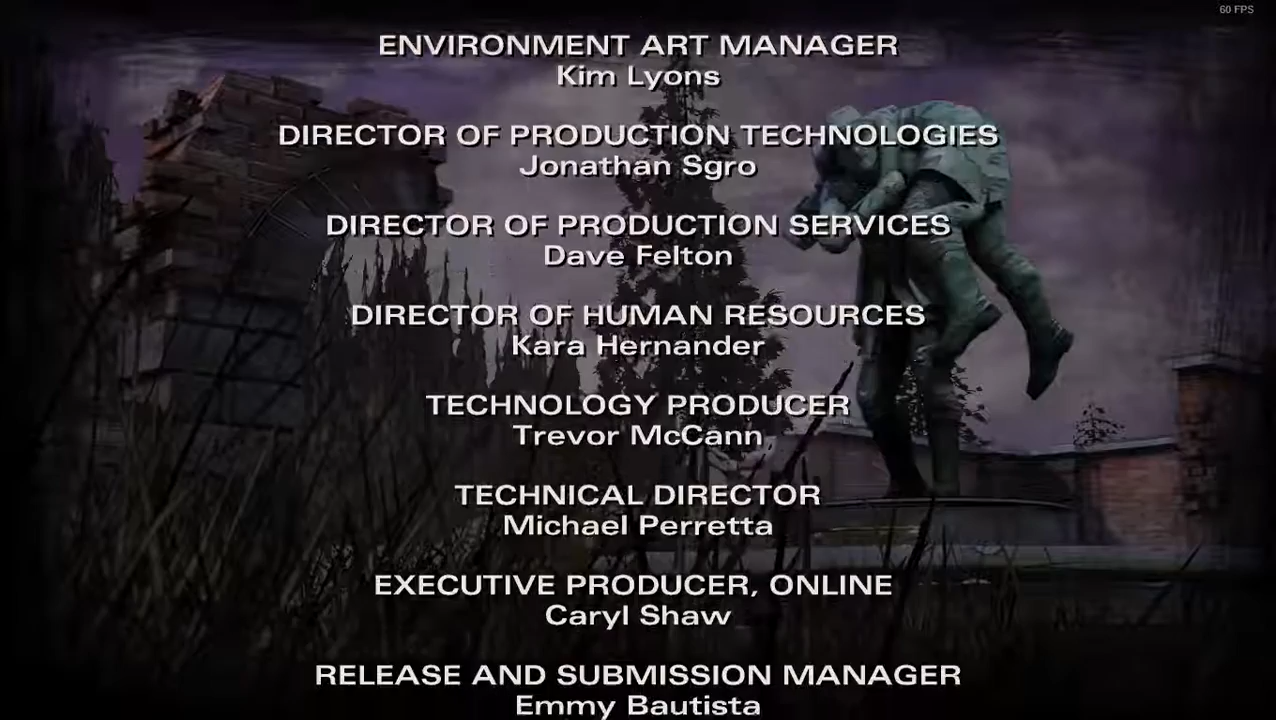 60 FPS
ENVIRONMENT ART MANAGER
Kim Lyons
DIRECTOR OF PRODUCTION TECHNOLOGIES
Jonathan Sgro
DIRECTOR OF PRODUCTION SERVICES
Dave Felton
DIRECTOR OF HUMAN RESOURCES
Kara Hernander
TECHNOLOGY PRODUCER
Trevor McCann
TECHNICAL DIRECTOR
Michael Perretta
EXECUTIVE PRODUCER, ONLINE
Caryl Shaw
RELEASE AND SUBMISSION MANAGER
Emmy Bautista